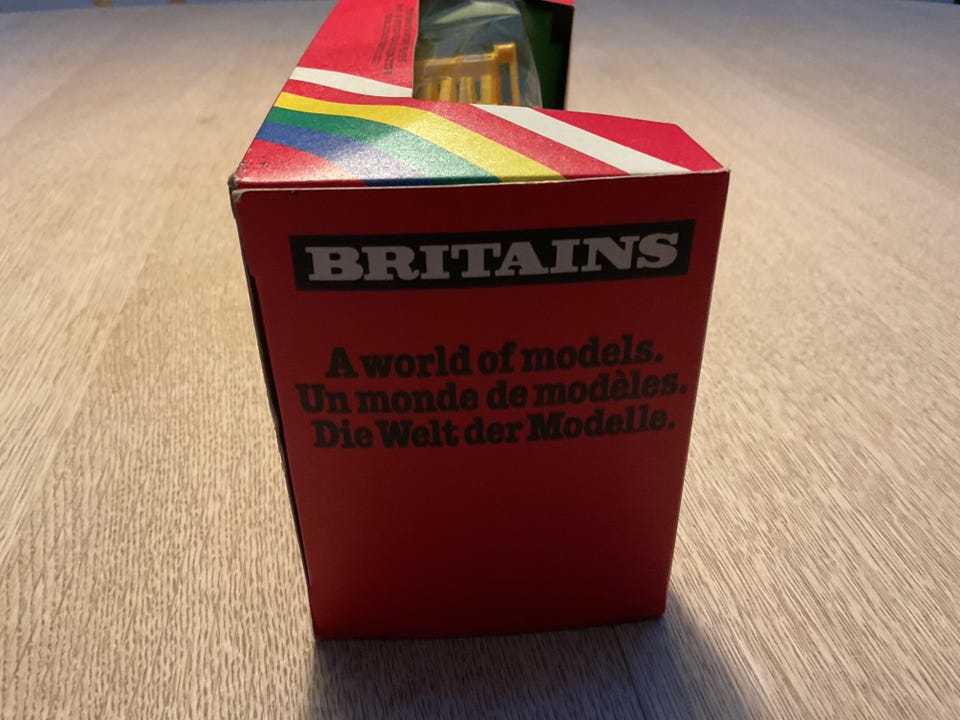 BRITAINS
A world of models.
Un monde de modèles.
Die Welt der Modelle.